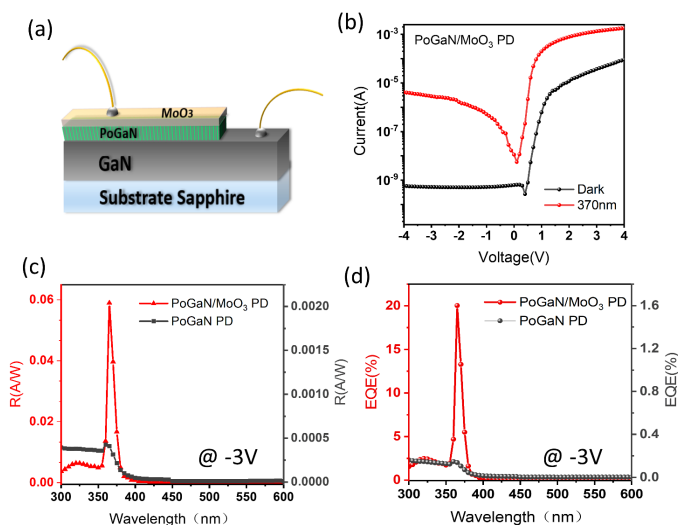 (a)
MoO3
PoGaN
GaN
Substrate Sapphire
(b)
PoGaN/MoO₃ PD
Current(A)
10⁻³
10⁻⁵
10⁻⁷
10⁻⁹
Dark
370nm
-4 -3 -2 -1 0 1 2 3 4
Voltage(V)
(c)
PoGaN/MoO₃ PD
PoGaN PD
R(A/W)
0.06
0.04
0.02
0.01
0.00
R(A/W)
0.0020
0.0015
0.0010
0.0005
0.0000
@ -3V
300 350 400 450 500 550 600
Wavelength（nm）
(d)
PoGaN/MoO₃ PD
PoGaN PD
EQE(%)
20
15
10
5
2
0
EQE(%)
1.6
1.2
0.8
0.4
0.0
@ -3V
300 350 400 450 500 550 600
Wavelength（nm）